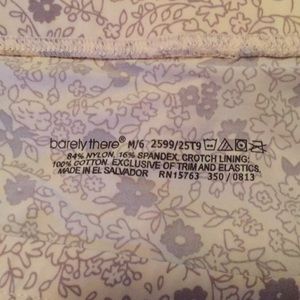 barely there® M/6 2599/25T9
84% NYLON, 16% SPANDEX, CROTCH LINING:
100% COTTON. EXCLUSIVE OF TRIM AND ELASTICS.
MADE IN EL SALVADOR RN15763 350/0813